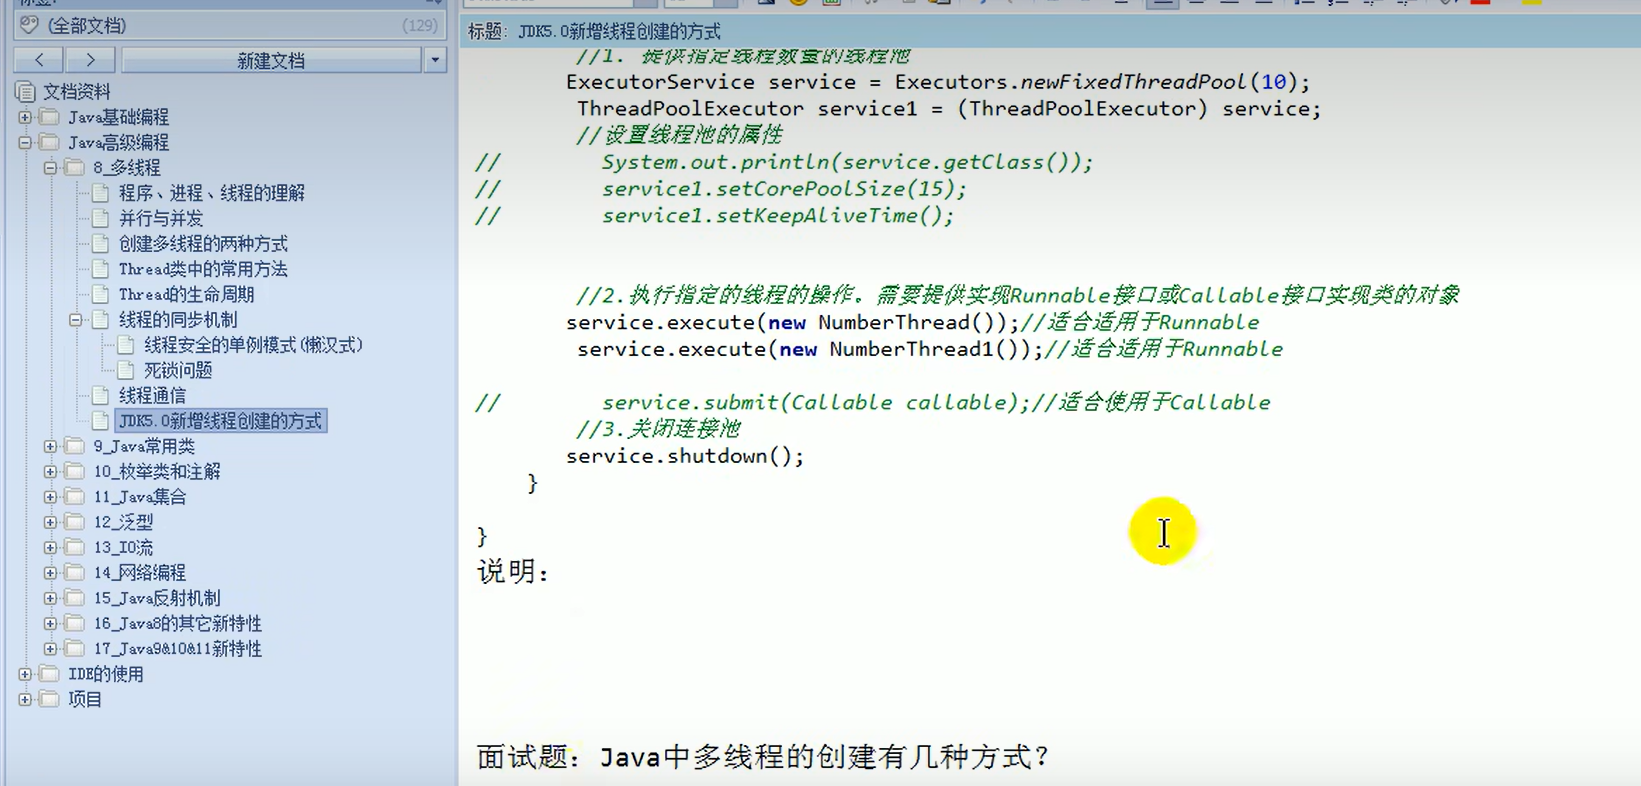 (全部文档) (129)
新建文档
文档资料
Java基础编程
Java高级编程
8_多线程
程序、进程、线程的理解
并行与并发
创建多线程的两种方式
Thread类中的常用方法
Thread的生命周期
线程的同步机制
线程安全的单例模式(懒汉式)
死锁问题
线程通信
JDK5.0新增线程创建的方式
9_Java常用类
10_枚举类和注解
11_Java集合
12_泛型
13_IO流
14_网络编程
15_Java反射机制
16_Java8的其它新特性
17_Java9&10&11新特性
IDE的使用
项目
标题: JDK5.0新增线程创建的方式
//1. 提供指定线程数量的线程池
ExecutorService service = Executors.newFixedThreadPool(10);
ThreadPoolExecutor service1 = (ThreadPoolExecutor) service;
//设置线程池的属性
// System.out.println(service.getClass());
// service1.setCorePoolSize(15);
// service1.setKeepAliveTime();
//2.执行指定的线程的操作。需要提供实现Runnable接口或Callable接口实现类的对象
service.execute(new NumberThread());//适合适用于Runnable
service.execute(new NumberThread1());//适合适用于Runnable
// service.submit(Callable callable);//适合使用于Callable
//3.关闭连接池
service.shutdown();
}
}
说明:
面试题: Java中多线程的创建有几种方式?